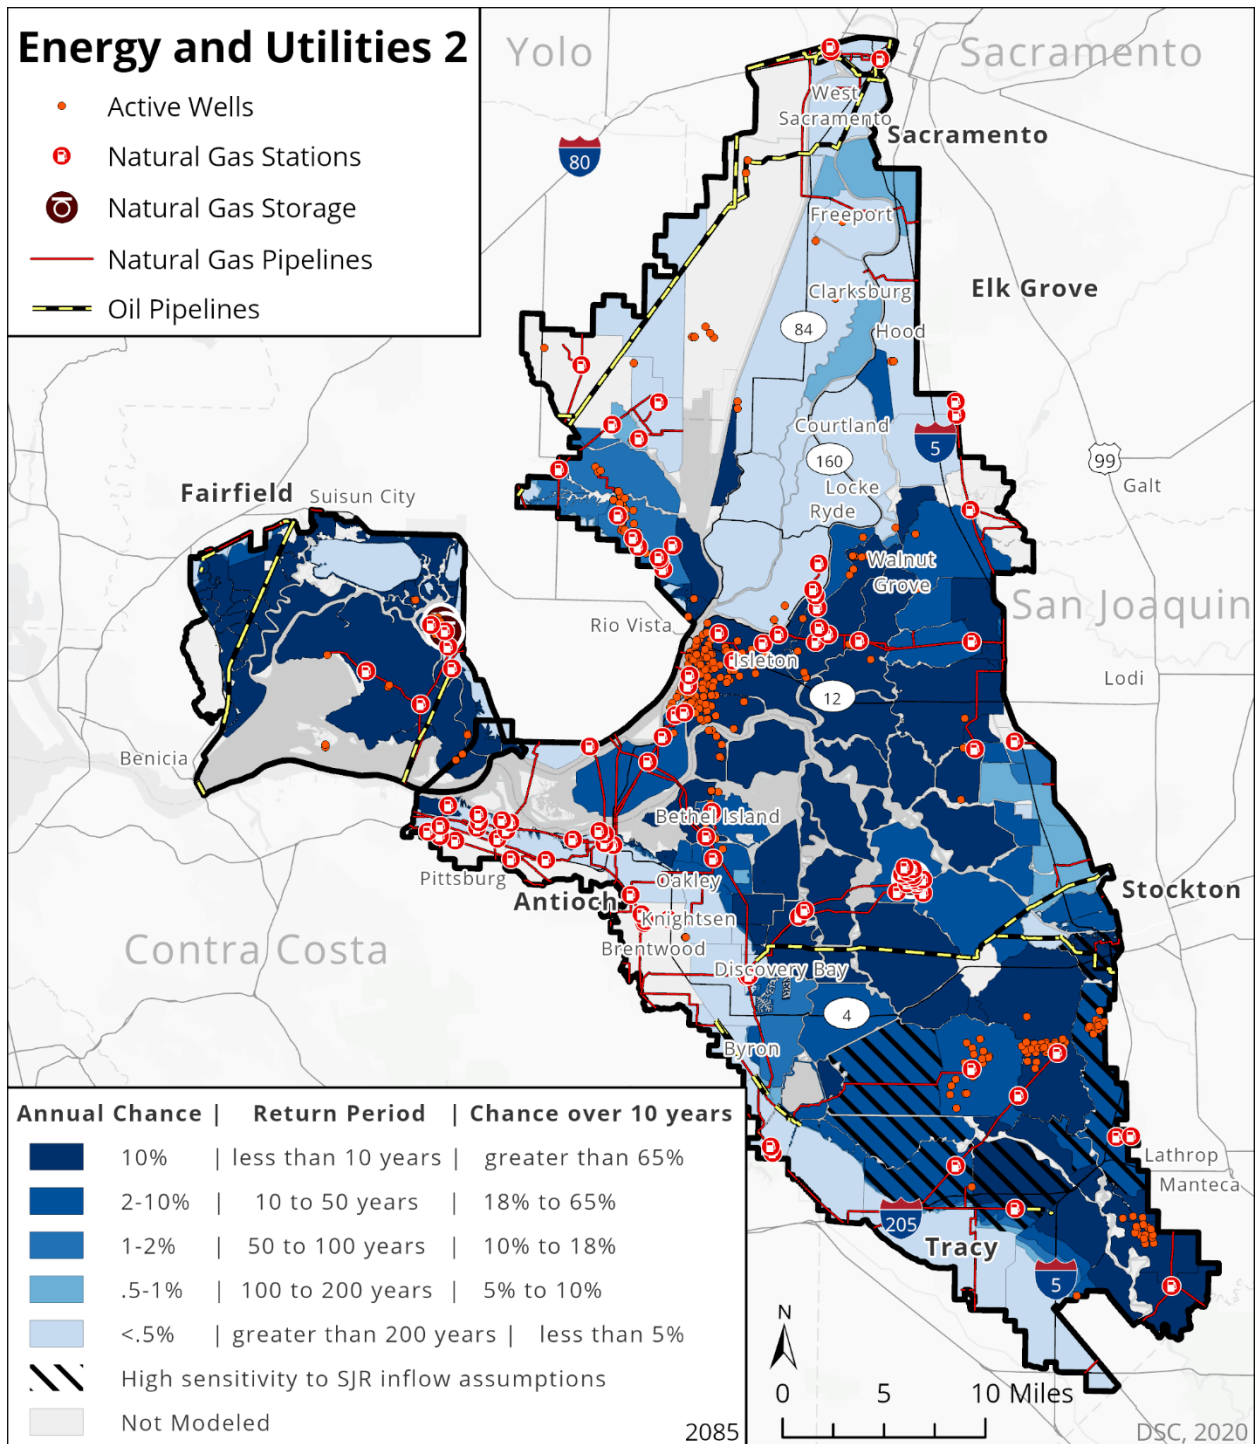 Energy and Utilities 2
Active Wells
Natural Gas Stations
Natural Gas Storage
Natural Gas Pipelines
Oil Pipelines
Yolo
Sacramento
West
Sacramento
Sacramento
80
Freeport
Elk Grove
Clarksburg
84
Hood
Courtland
5
99
160
Galt
Fairfield
Suisun City
Locke
Ryde
Walnut
Grove
San Joaquin
Rio Vista
Isleton
Lodi
12
Benicia
Bethel Island
Pittsburg
Oakley
Antioch
Stockton
Knightsen
Brentwood
Contra Costa
Discovery Bay
4
Byron
Lathrop
Manteca
205
Tracy
5
Annual Chance | Return Period | Chance over 10 years
10% | less than 10 years | greater than 65%
2-10% | 10 to 50 years | 18% to 65%
1-2% | 50 to 100 years | 10% to 18%
.5-1% | 100 to 200 years | 5% to 10%
<.5% | greater than 200 years | less than 5%
High sensitivity to SJR inflow assumptions
Not Modeled
N
0 5 10 Miles
2085
DSC, 2020